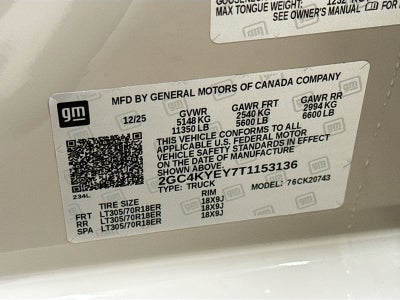 GOOSENECK
MAX TONGUE WEIGHT: 1232 KG
SEE OWNER'S MANUAL
gm
MFD BY GENERAL MOTORS OF CANADA COMPANY
12/25 GVWR GAWR FRT GAWR RR
5148 KG 2540 KG 2994 KG
11350 LB 5600 LB 6600 LB
THIS VEHICLE CONFORMS TO ALL
APPLICABLE U.S. FEDERAL MOTOR
VEHICLE SAFETY STANDARDS
IN EFFECT ON THE DATE OF
MANUFACTURE SHOWN ABOVE.
2GC4KYEY7T1153136
TYPE: TRUCK MODEL: 76CK20743
234L
TIRE SIZE RIM
FRT LT305/70R18ER 18X9J
RR LT305/70R18ER 18X9J
SPA LT305/70R18ER 18X9J